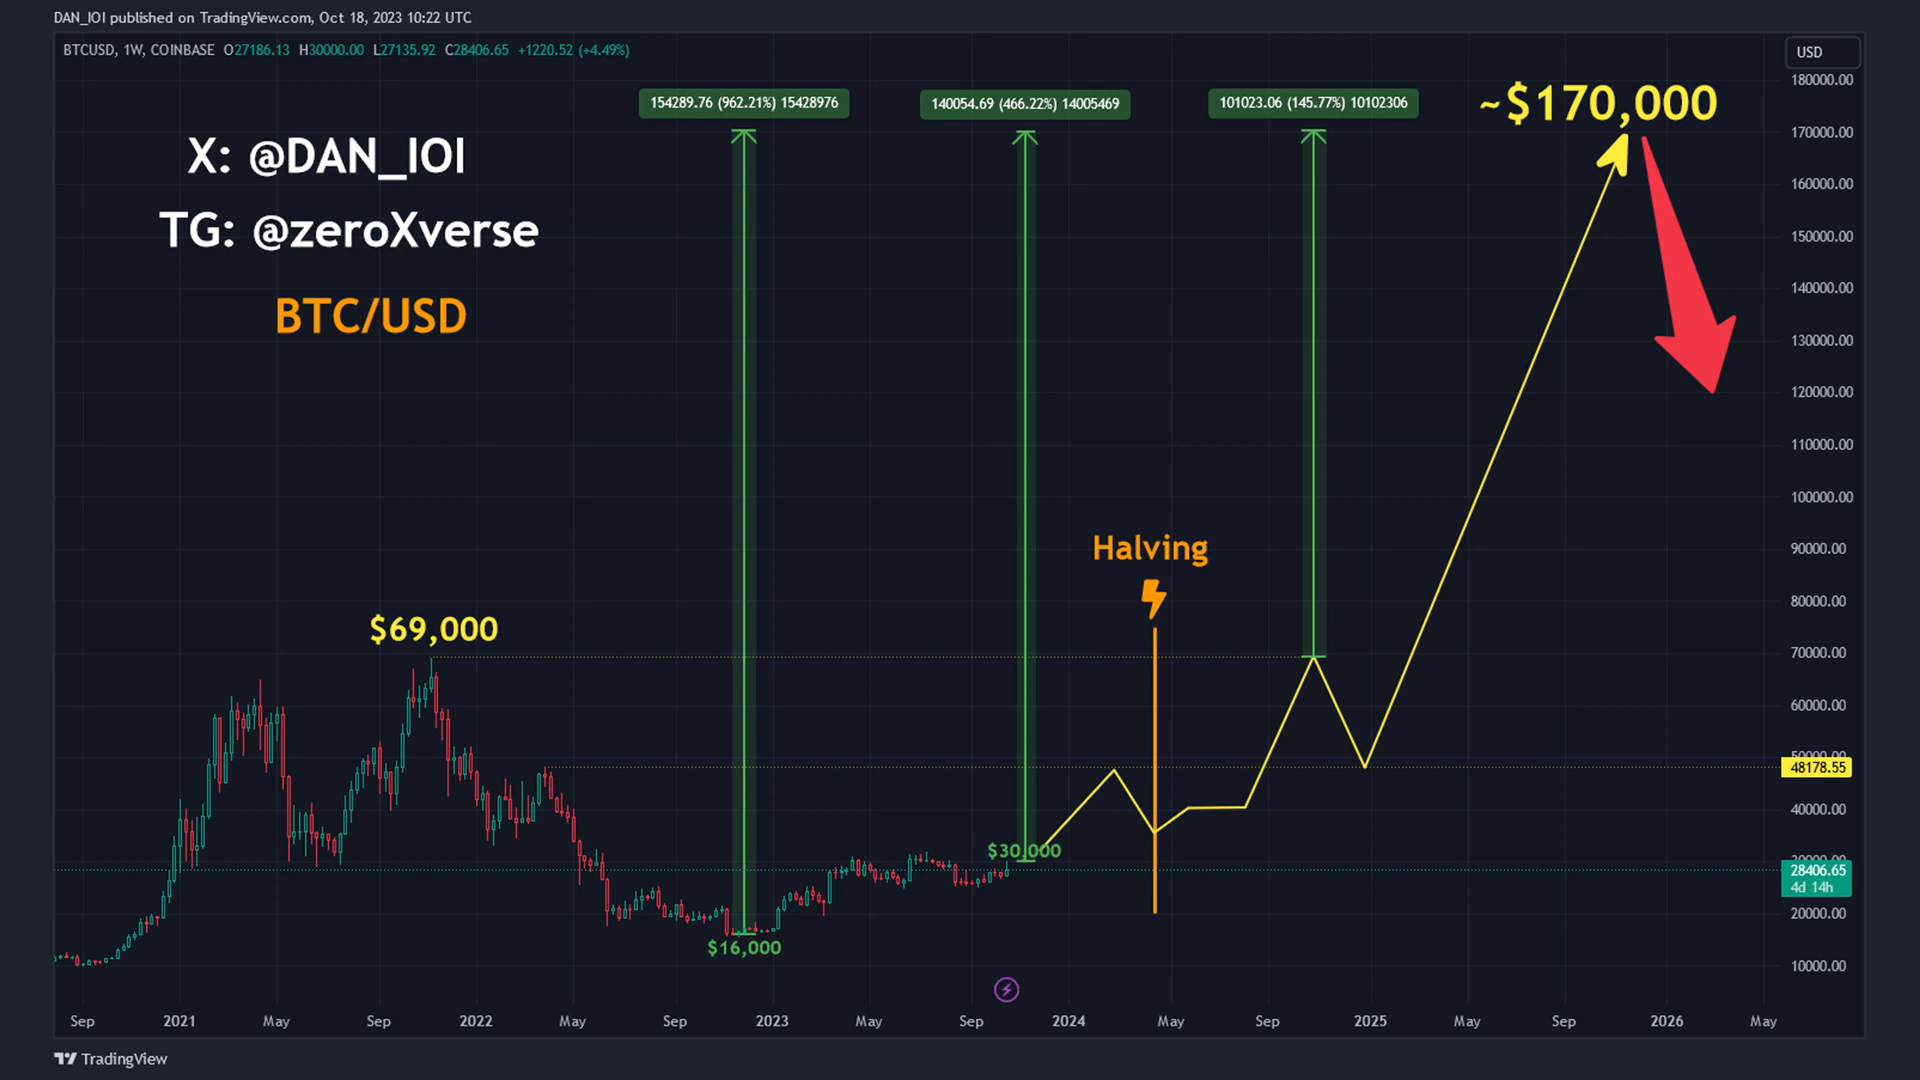 DAN_IOI published on TradingView.com, Oct 18, 2023 10:22 UTC
BTCUSD, 1W, COINBASE O27186.13 H30000.00 L27135.92 C28406.65 +1220.52 (+4.49%)
USD
154289.76 (962.21%) 15428976
140054.69 (466.22%) 14005469
101023.06 (145.77%) 10102306
~$170,000
X: @DAN_IOI
TG: @zeroXverse
BTC/USD
Halving
$69,000
$30,000
$16,000
180000.00
170000.00
160000.00
150000.00
140000.00
130000.00
120000.00
110000.00
100000.00
90000.00
80000.00
70000.00
60000.00
50000.00
48178.55
40000.00
30000.00
28406.65
4d 14h
20000.00
10000.00
Sep 2021 May Sep 2022 May Sep 2023 May Sep 2024 May Sep 2025 May Sep 2026 May
TradingView